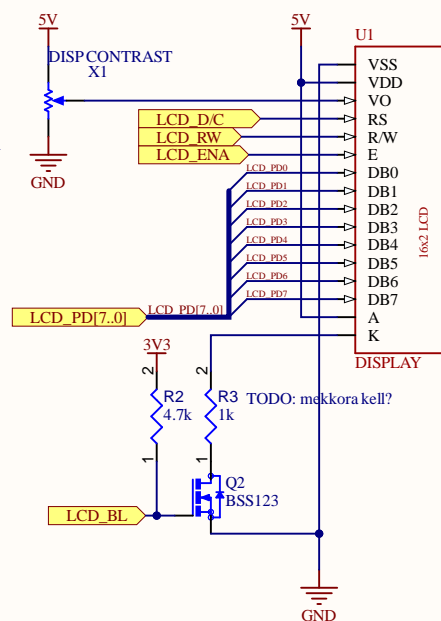 5V
5V
U1
DISP CONTRAST
X1
VSS
VDD
VO
LCD_D/C
RS
LCD_RW
R/W
LCD_ENA
E
GND
LCD_PD0
DB0
LCD_PD1
DB1
LCD_PD2
DB2
LCD_PD3
DB3
LCD_PD4
DB4
LCD_PD5
DB5
LCD_PD6
DB6
LCD_PD7
DB7
16x2 LCD
LCD_PD[7..0]
LCD_PD[7..0]
A
K
DISPLAY
3V3
2
2
R2
4.7k
R3
1k
TODO: mekkora kell?
1
1
Q2
BSS123
LCD_BL
GND